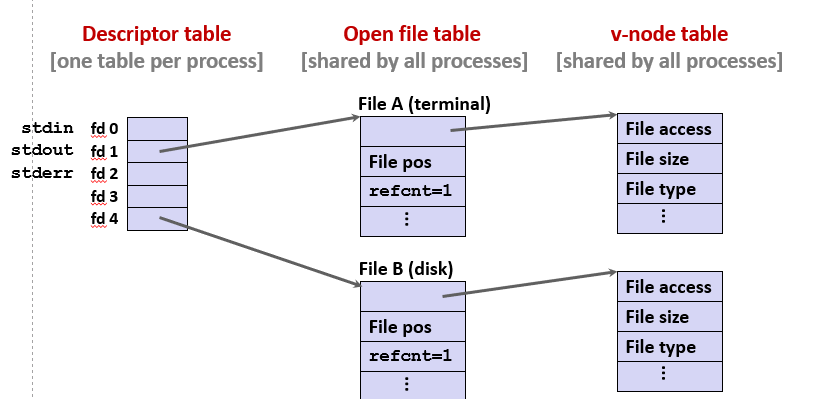 Descriptor table
[one table per process]
Open file table
[shared by all processes]
v-node table
[shared by all processes]
stdin fd 0
stdout fd 1
stderr fd 2
fd 3
fd 4
File A (terminal)
File pos
refcnt=1
⋮
File access
File size
File type
⋮
File B (disk)
File pos
refcnt=1
⋮
File access
File size
File type
⋮